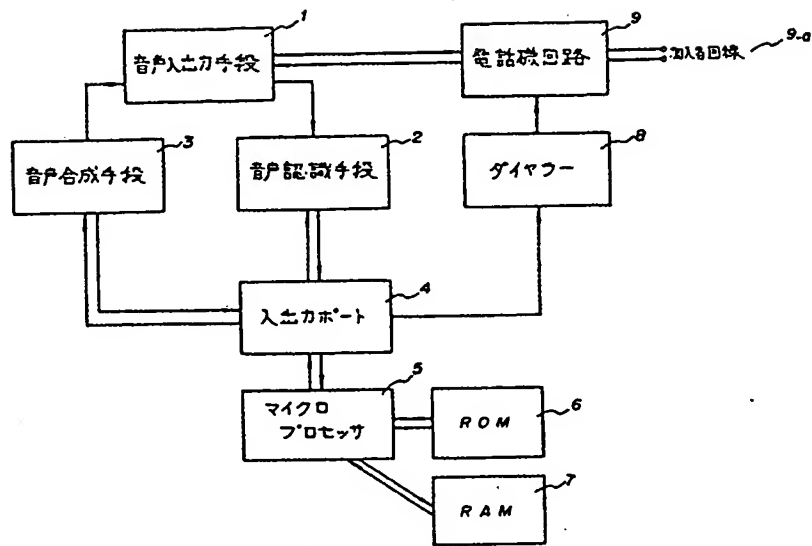 1
音声入出力手段
9
電話機回路
加入者回線
9-a
3
音声合成手段
2
音声認識手段
8
ダイヤラー
4
入出力ポート
5
マイクロ
プロセッサ
6
ROM
7
RAM